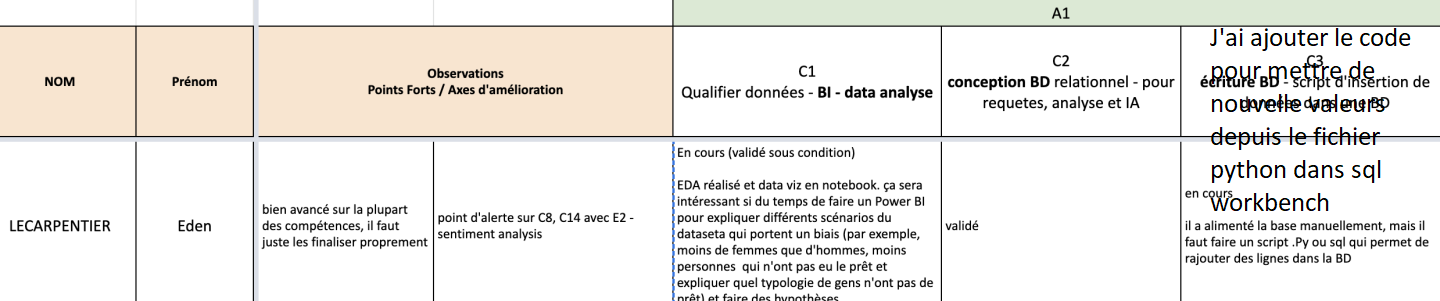 A1
NOM
Prénom
Observations
Points Forts / Axes d'amélioration
C1
Qualifier données - BI - data analyse
C2
conception BD relationnel - pour
requetes, analyse et IA
C3
écriture BD - script d'insertion de
données dans une BD
J'ai ajouter le code
pour mettre de
nouvelle valeurs
depuis le fichier
python dans sql
workbench
LECARPENTIER
Eden
bien avancé sur la plupart
des compétences, il faut
juste les finaliser proprement
point d'alerte sur C8, C14 avec E2 -
sentiment analysis
En cours (validé sous condition)
EDA réalisé et data viz en notebook. ça sera
intéressant si du temps de faire un Power BI
pour expliquer différents scénarios du
dataseta qui portent un biais (par exemple,
moins de femmes que d'hommes, moins
personnes qui n'ont pas eu le prêt et
expliquer quel typologie de gens n'ont pas de
prêt) et faire des hypothèses
validé
en cours
il a alimenté la base manuellement, mais il
faut faire un script .Py ou sql qui permet de
rajouter des lignes dans la BD